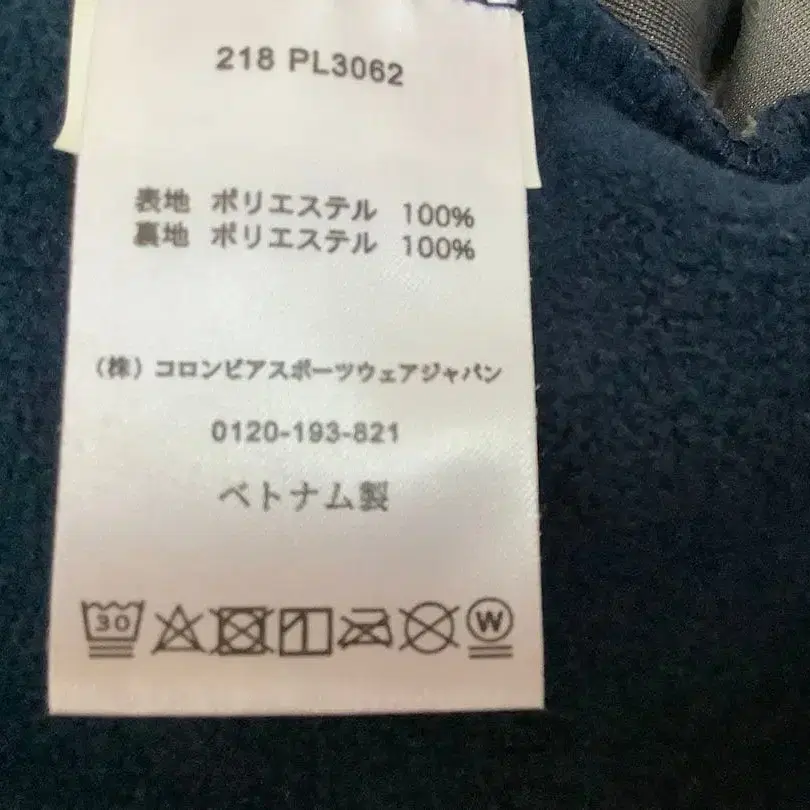 218 PL3062
表地 ポリエステル 100%
裏地 ポリエステル 100%
(株) コロンビアスポーツウェアジャパン
0120-193-821
ベトナム製
30 W